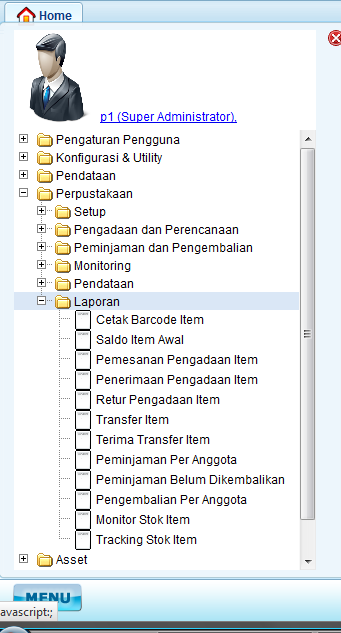 Home
p1 (Super Administrator),
Pengaturan Pengguna
Konfigurasi & Utility
Pendataan
Perpustakaan
Setup
Pengadaan dan Perencanaan
Peminjaman dan Pengembalian
Monitoring
Pendataan
Laporan
Cetak Barcode Item
Saldo Item Awal
Pemesanan Pengadaan Item
Penerimaan Pengadaan Item
Retur Pengadaan Item
Transfer Item
Terima Transfer Item
Peminjaman Per Anggota
Peminjaman Belum Dikembalikan
Pengembalian Per Anggota
Monitor Stok Item
Tracking Stok Item
Asset
MENU
avascript:;